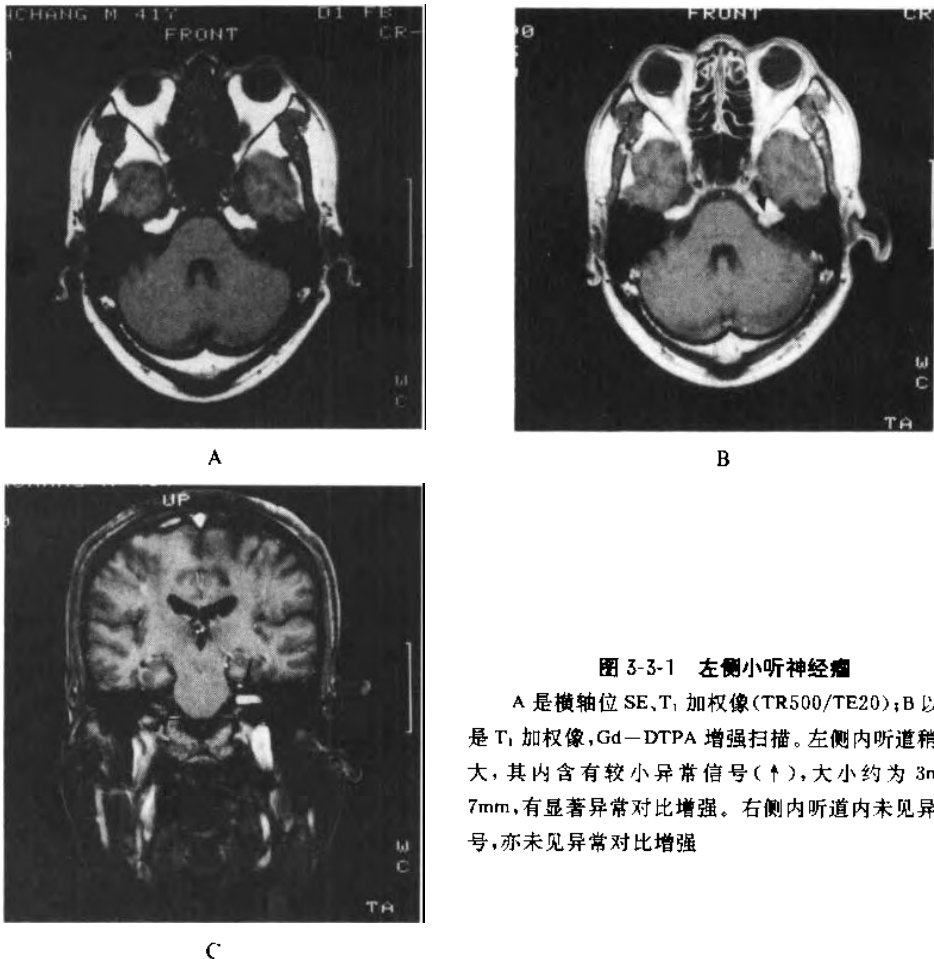 CHANG M 41Y D1 FB
FRONT
CR-
W
C
A
FRONT
CR
W
C
TA
B
UP
W
C
TA
C
图 3-3-1 左侧小听神经瘤
A 是横轴位 SE、T₁ 加权像(TR500/TE20);B 以
是 T₁ 加权像,Gd-DTPA 增强扫描。左侧内听道稍
大,其内含有较小异常信号(↑),大小约为 3m
7mm,有显著异常对比增强。右侧内听道内未见异
号,亦未见异常对比增强